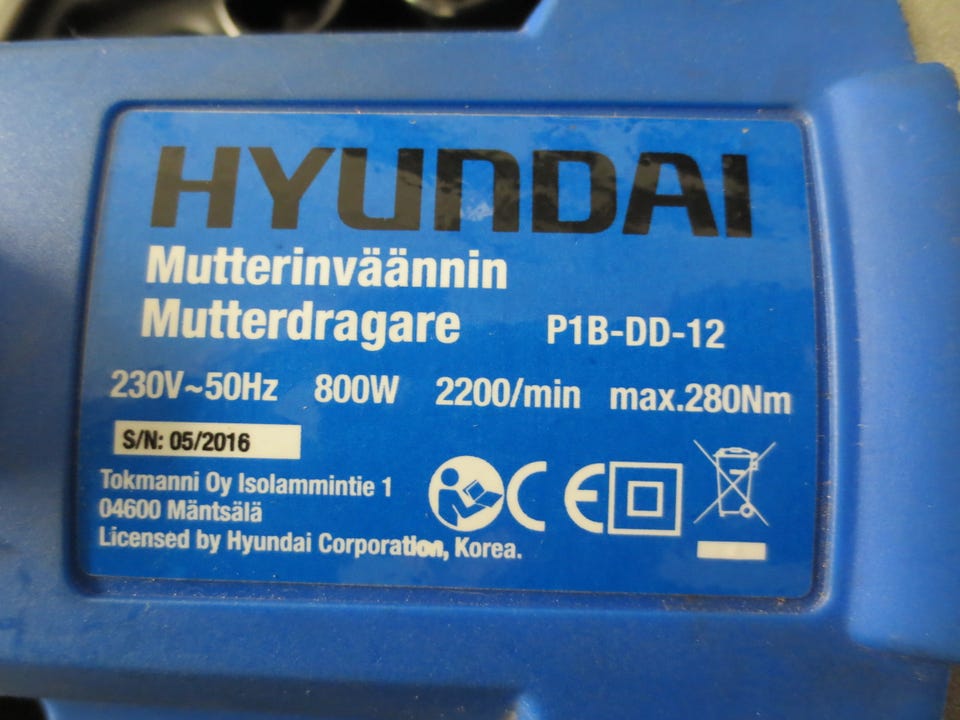 HYUNDAI
Mutterinväännin
Mutterdragare P1B-DD-12
230V~50Hz 800W 2200/min max.280Nm
S/N: 05/2016
Tokmanni Oy Isolammintie 1
04600 Mäntsälä
Licensed by Hyundai Corporation, Korea.
CE